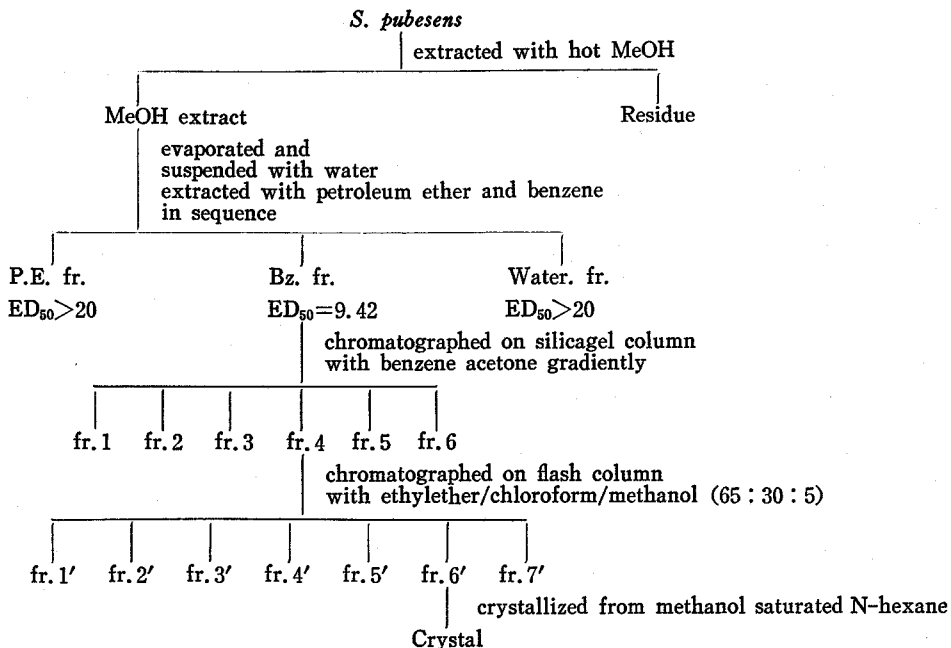 S. pubesens
extracted with hot MeOH
MeOH extract
Residue
evaporated and
suspended with water
extracted with petroleum ether and benzene
in sequence
P.E. fr.
Bz. fr.
Water. fr.
ED₅₀>20
ED₅₀=9.42
ED₅₀>20
chromatographed on silicagel column
with benzene acetone gradiently
fr. 1 fr. 2 fr. 3 fr. 4 fr. 5 fr. 6
chromatographed on flash column
with ethylether/chloroform/methanol (65 : 30 : 5)
fr. 1′ fr. 2′ fr. 3′ fr. 4′ fr. 5′ fr. 6′ fr. 7′
crystallized from methanol saturated N-hexane
Crystal